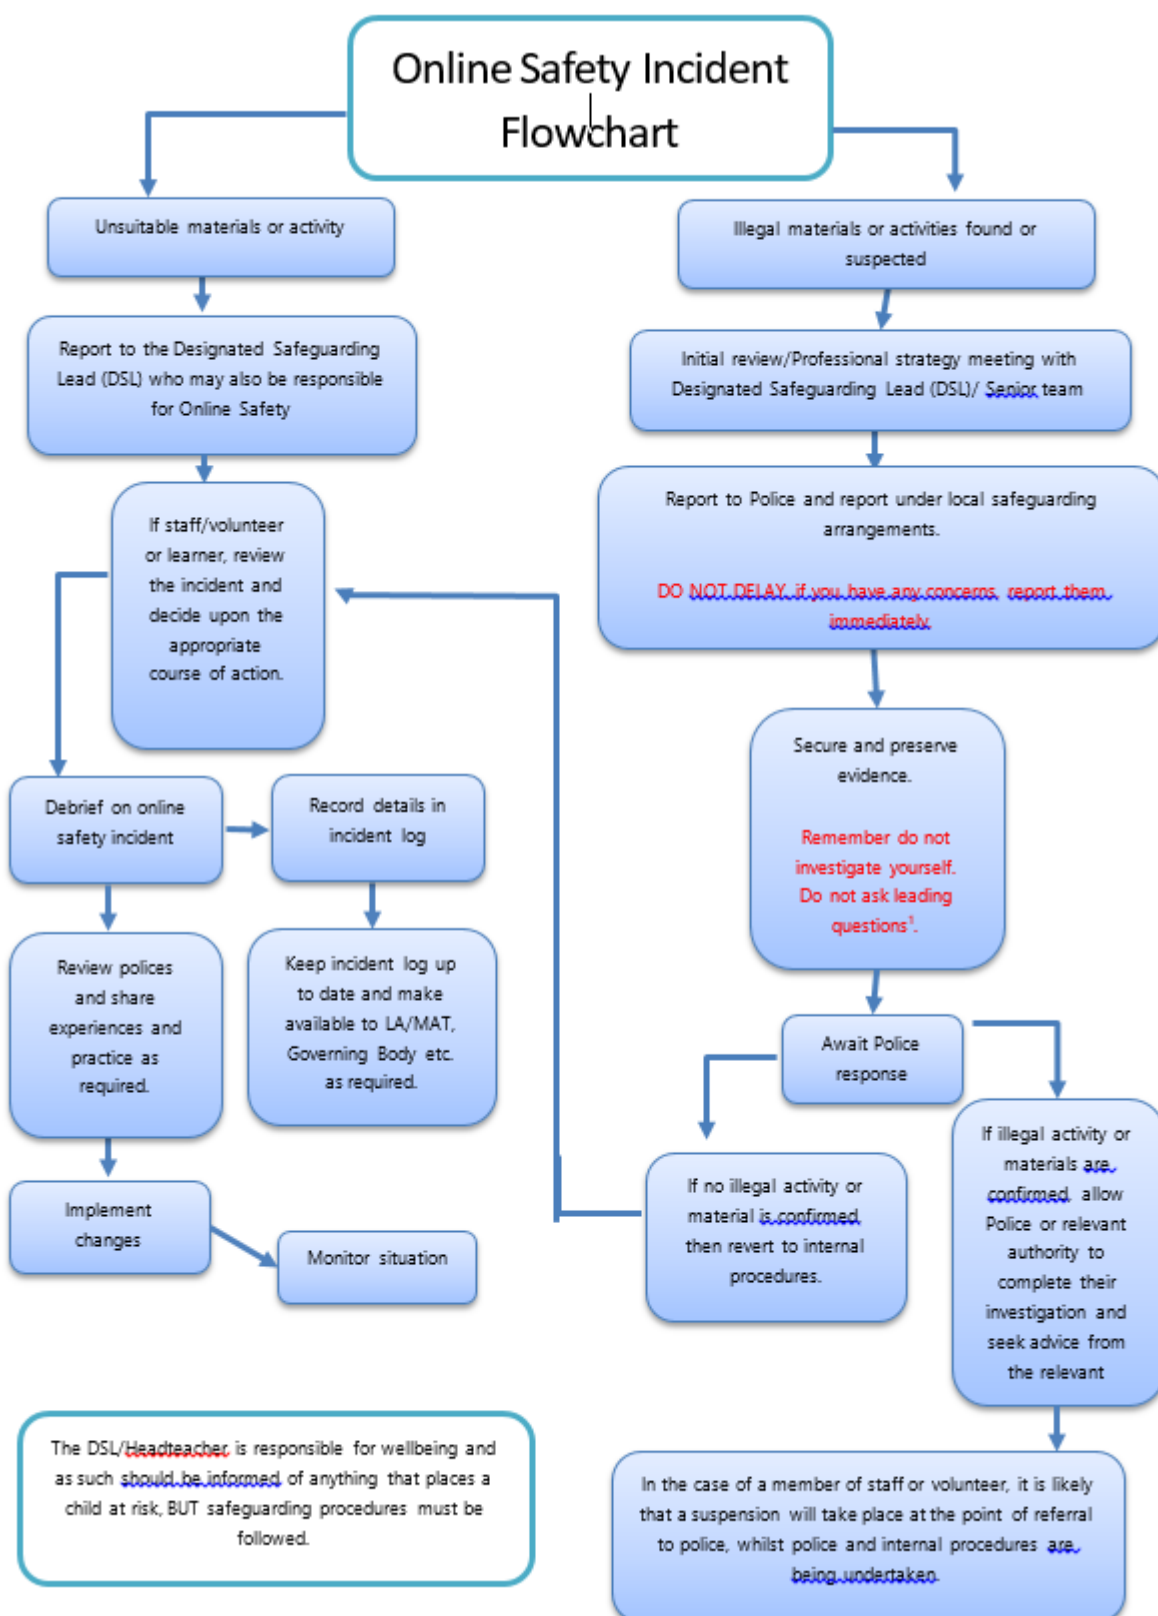 Online Safety Incident
Flowchart
Unsuitable materials or activity
Report to the Designated Safeguarding
Lead (DSL) who may also be responsible
for Online Safety
If staff/volunteer
or learner, review
the incident and
decide upon the
appropriate
course of action.
Debrief on online
safety incident
Record details in
incident log
Review polices
and share
experiences and
practice as
required.
Keep incident log up
to date and make
available to LA/MAT,
Governing Body etc.
as required.
Implement
changes
Monitor situation
Illegal materials or activities found or
suspected
Initial review/Professional strategy meeting with
Designated Safeguarding Lead (DSL)/ Senior team
Report to Police and report under local safeguarding
arrangements.
DO NOT DELAY, if you have any concerns, report them
immediately.
Secure and preserve
evidence.
Remember do not
investigate yourself.
Do not ask leading
questions¹.
Await Police
response
If no illegal activity or
material is confirmed,
then revert to internal
procedures.
If illegal activity or
materials are
confirmed, allow
Police or relevant
authority to
complete their
investigation and
seek advice from
the relevant
In the case of a member of staff or volunteer, it is likely
that a suspension will take place at the point of referral
to police, whilst police and internal procedures are
being undertaken.
The DSL/Headteacher is responsible for wellbeing and
as such should be informed of anything that places a
child at risk, BUT safeguarding procedures must be
followed.